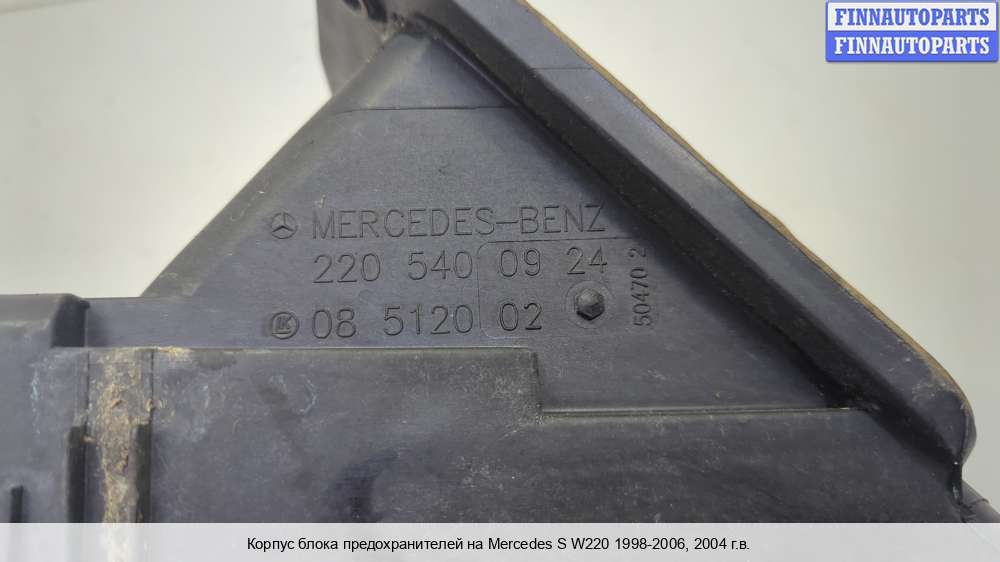 FINNAUTOPARTS
FINNAUTOPARTS
MERCEDES-BENZ
220 540 09 24
LK 08 5120 02
50470 2
Корпус блока предохранителей на Mercedes S W220 1998-2006, 2004 г.в.